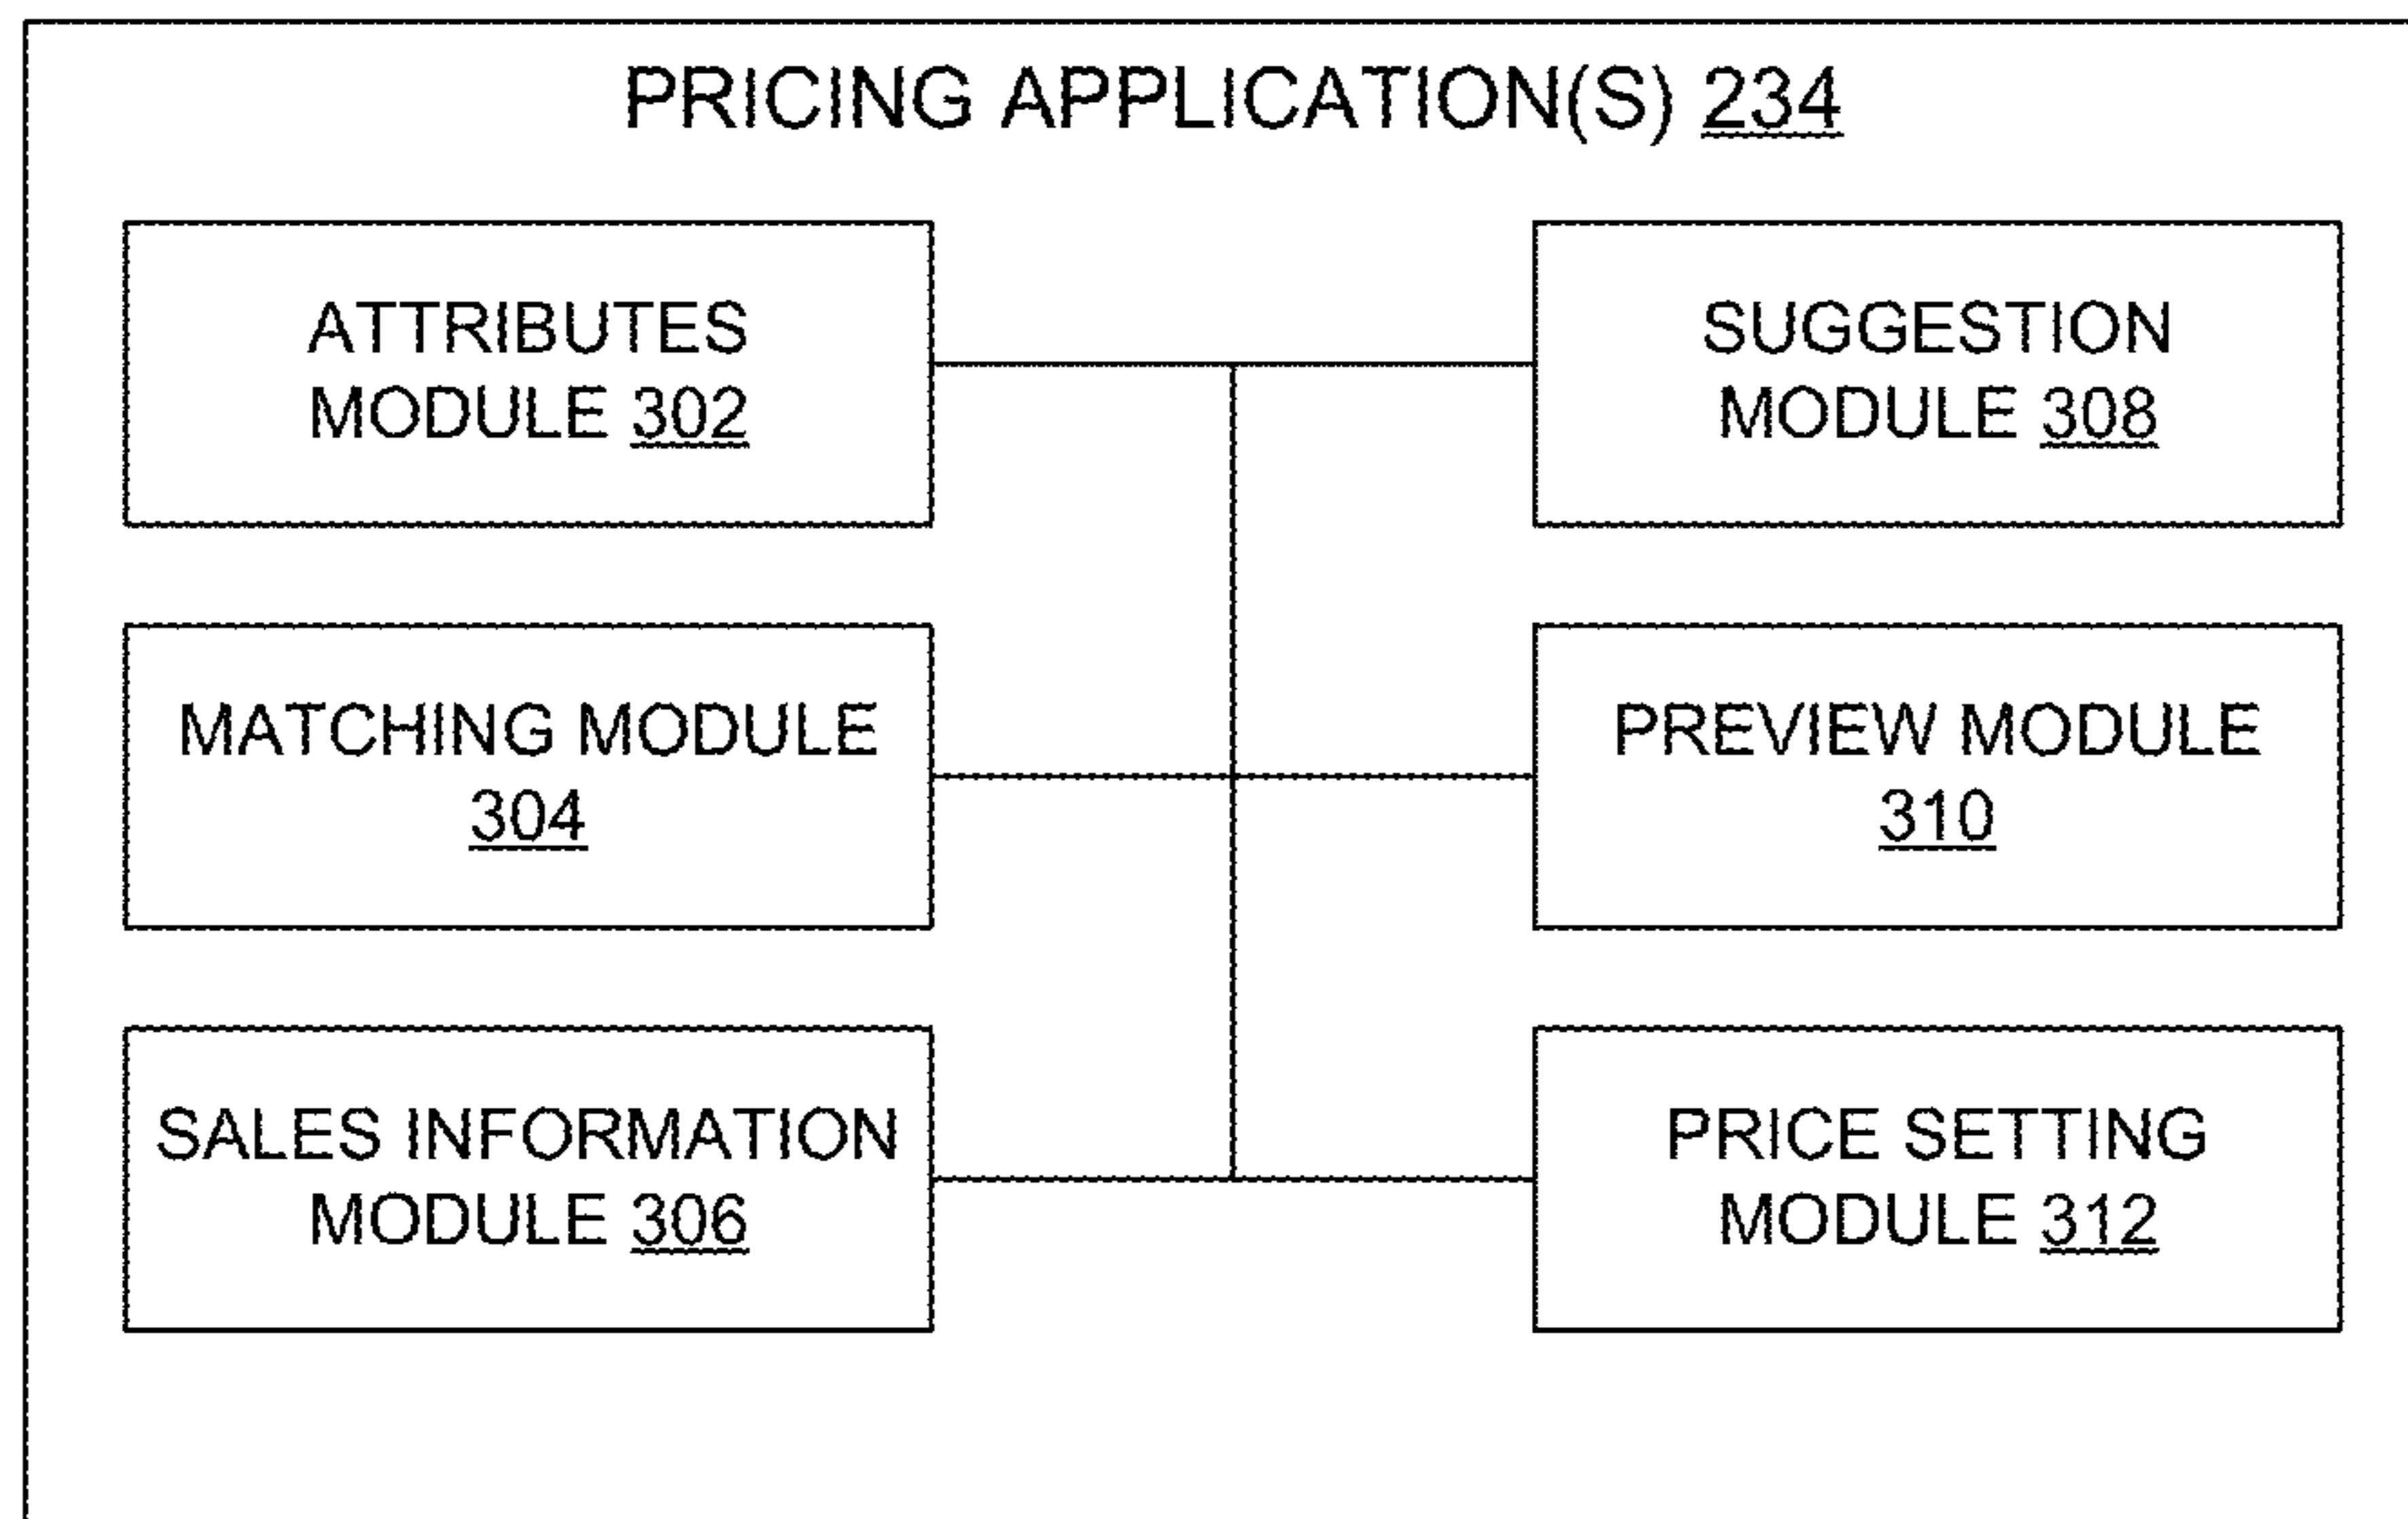 PRICING APPLICATION(S) 234
ATTRIBUTES
MODULE 302
SUGGESTION
MODULE 308
MATCHING MODULE
304
PREVIEW MODULE
310
SALES INFORMATION
MODULE 306
PRICE SETTING
MODULE 312